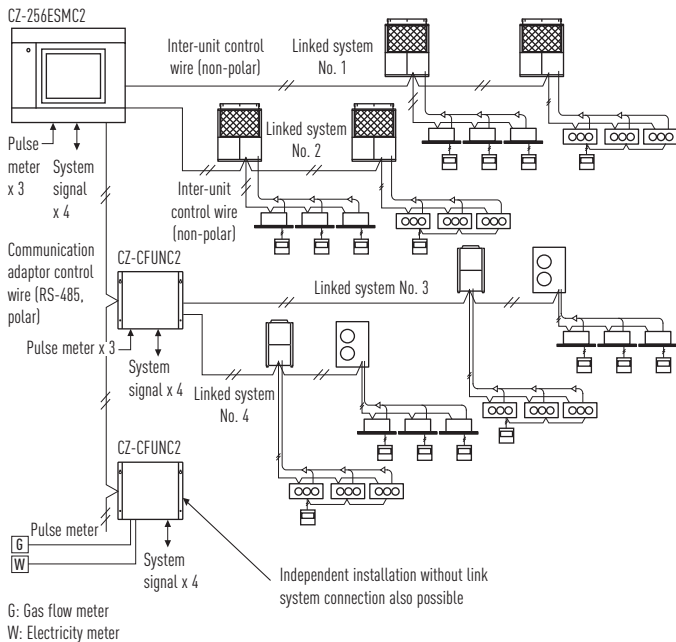 CZ-256ESMC2
Inter-unit control
wire (non-polar)
Linked system
No. 1
Pulse
meter
x 3
System
signal
x 4
Linked system
No. 2
Inter-unit
control wire
(non-polar)
Communication
adaptor control
wire (RS-485,
polar)
CZ-CFUNC2
Linked system No. 3
Pulse meter x 3
System
signal x 4
Linked system
No. 4
CZ-CFUNC2
Pulse meter
G
W
System
signal x 4
Independent installation without link
system connection also possible
G: Gas flow meter
W: Electricity meter